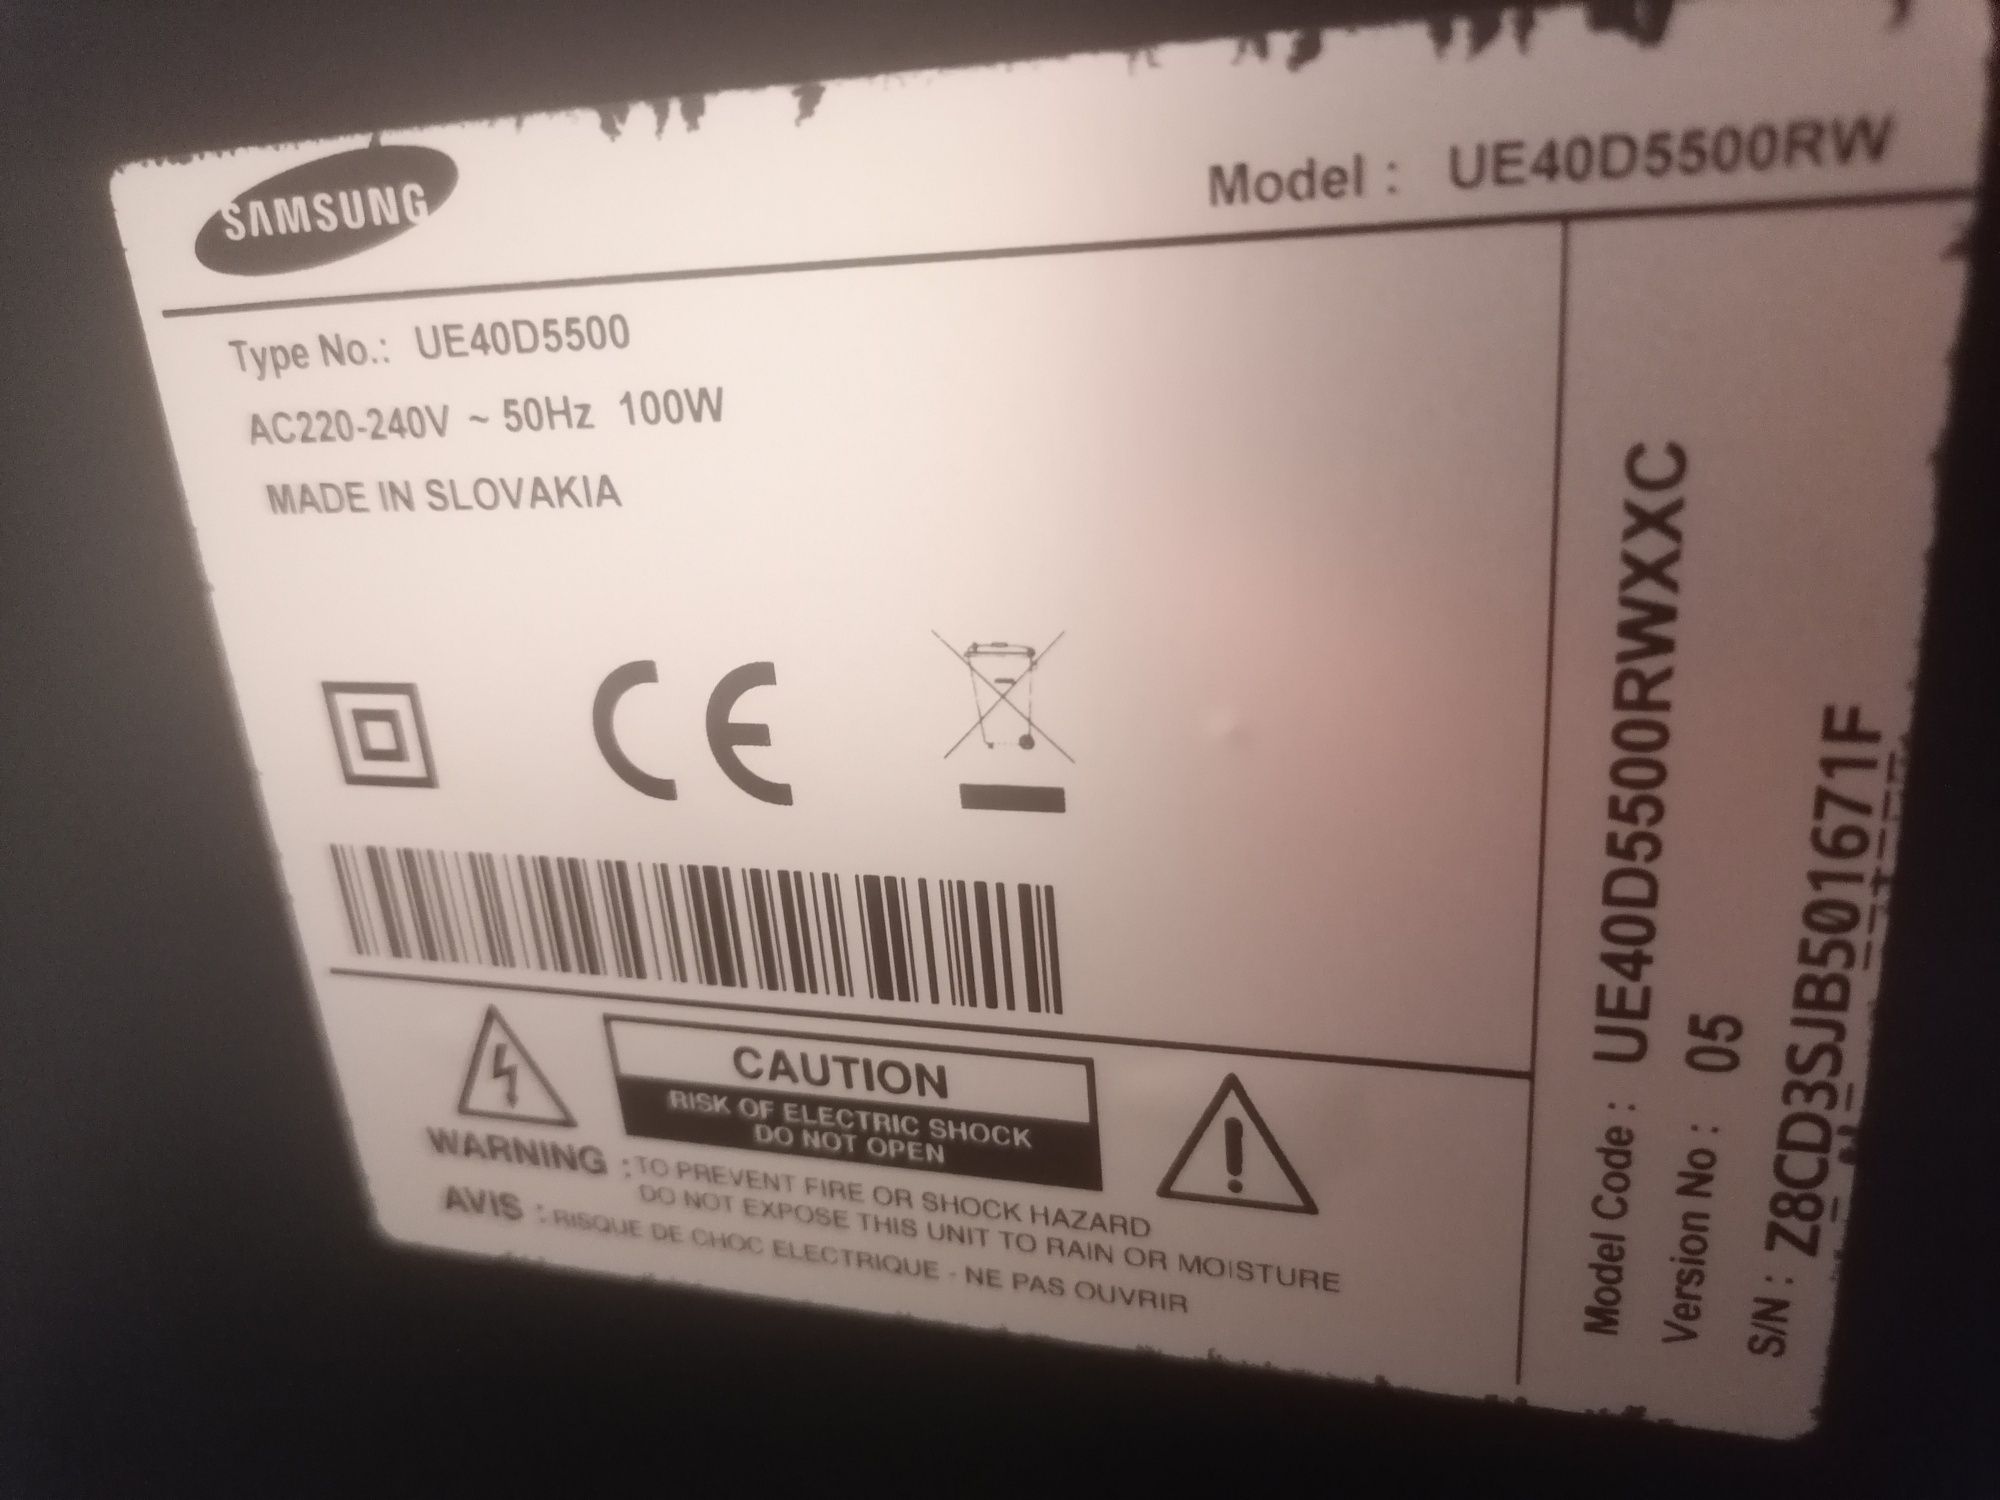 SAMSUNG
Model : UE40D5500RW
Type No.: UE40D5500
AC220-240V ~ 50Hz 100W
MADE IN SLOVAKIA
CE
CAUTION
RISK OF ELECTRIC SHOCK
DO NOT OPEN
WARNING : TO PREVENT FIRE OR SHOCK HAZARD
DO NOT EXPOSE THIS UNIT TO RAIN OR MOISTURE
AVIS : RISQUE DE CHOC ELECTRIQUE - NE PAS OUVRIR
Model Code : UE40D5500RWXXC
Version No : 05
S/N : Z8CD3SJB501671F